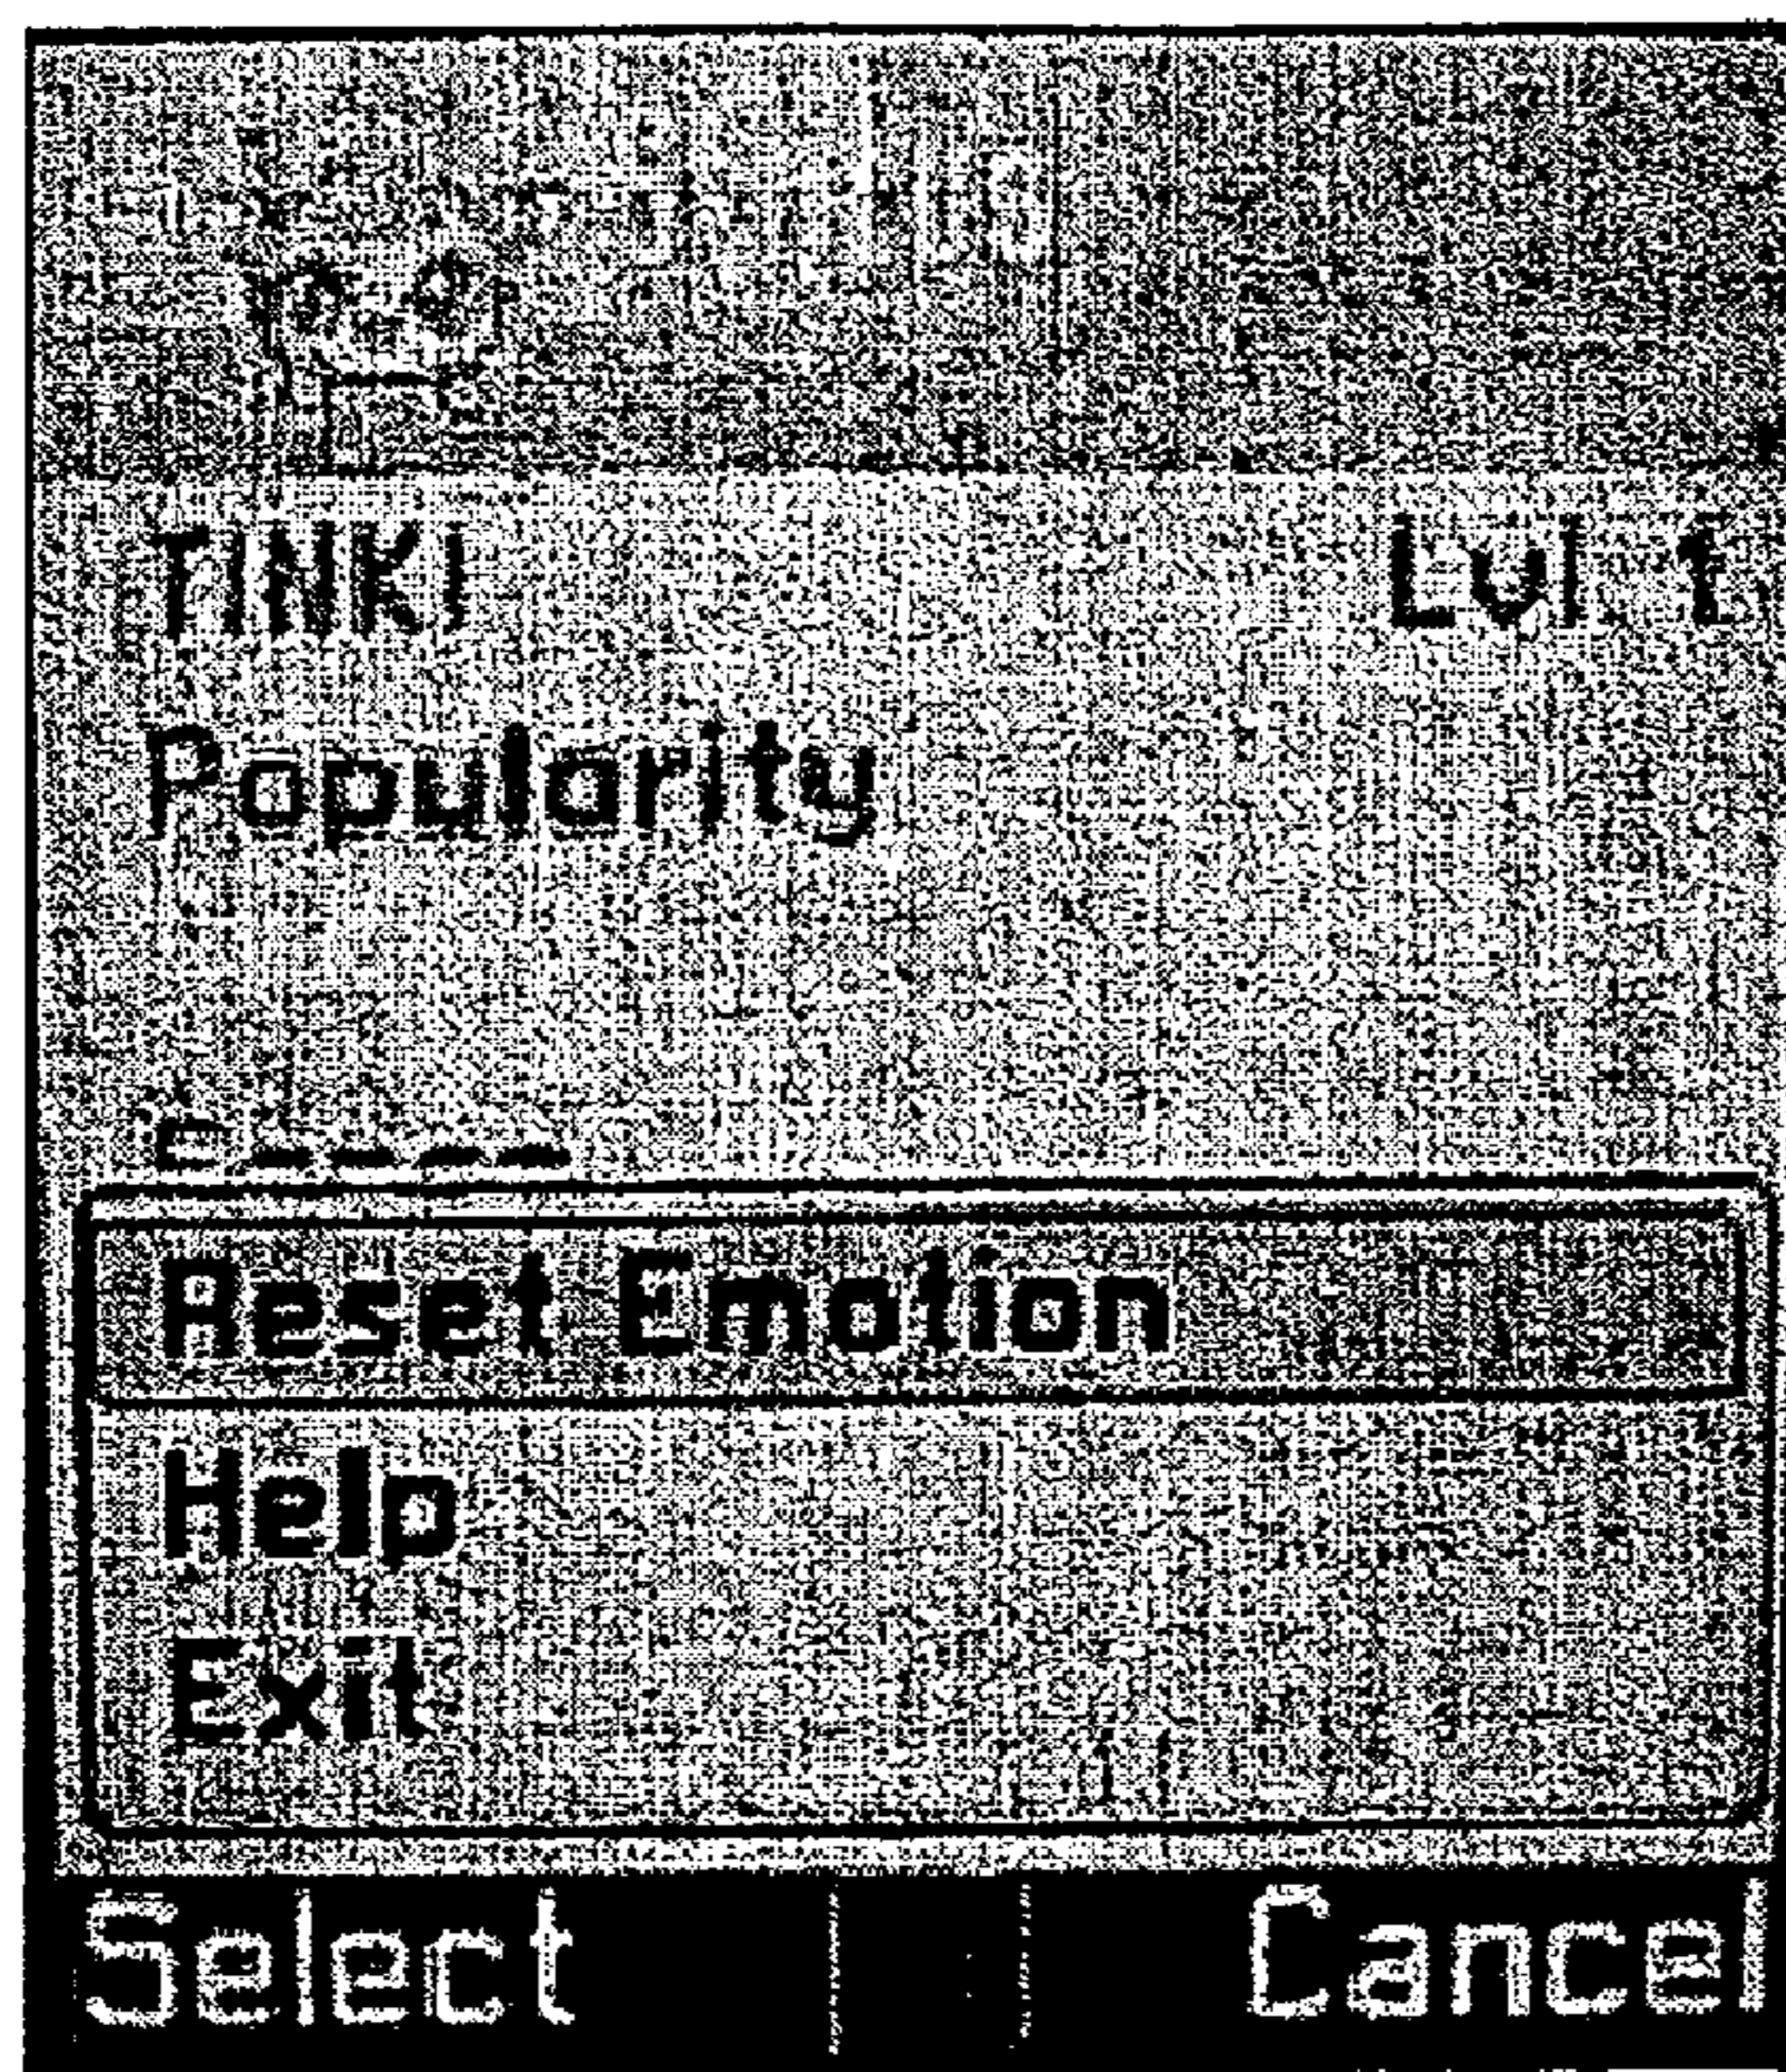 TINKI Lvl 1
Popularity
Reset Emotion
Help
Exit
Select Cancel